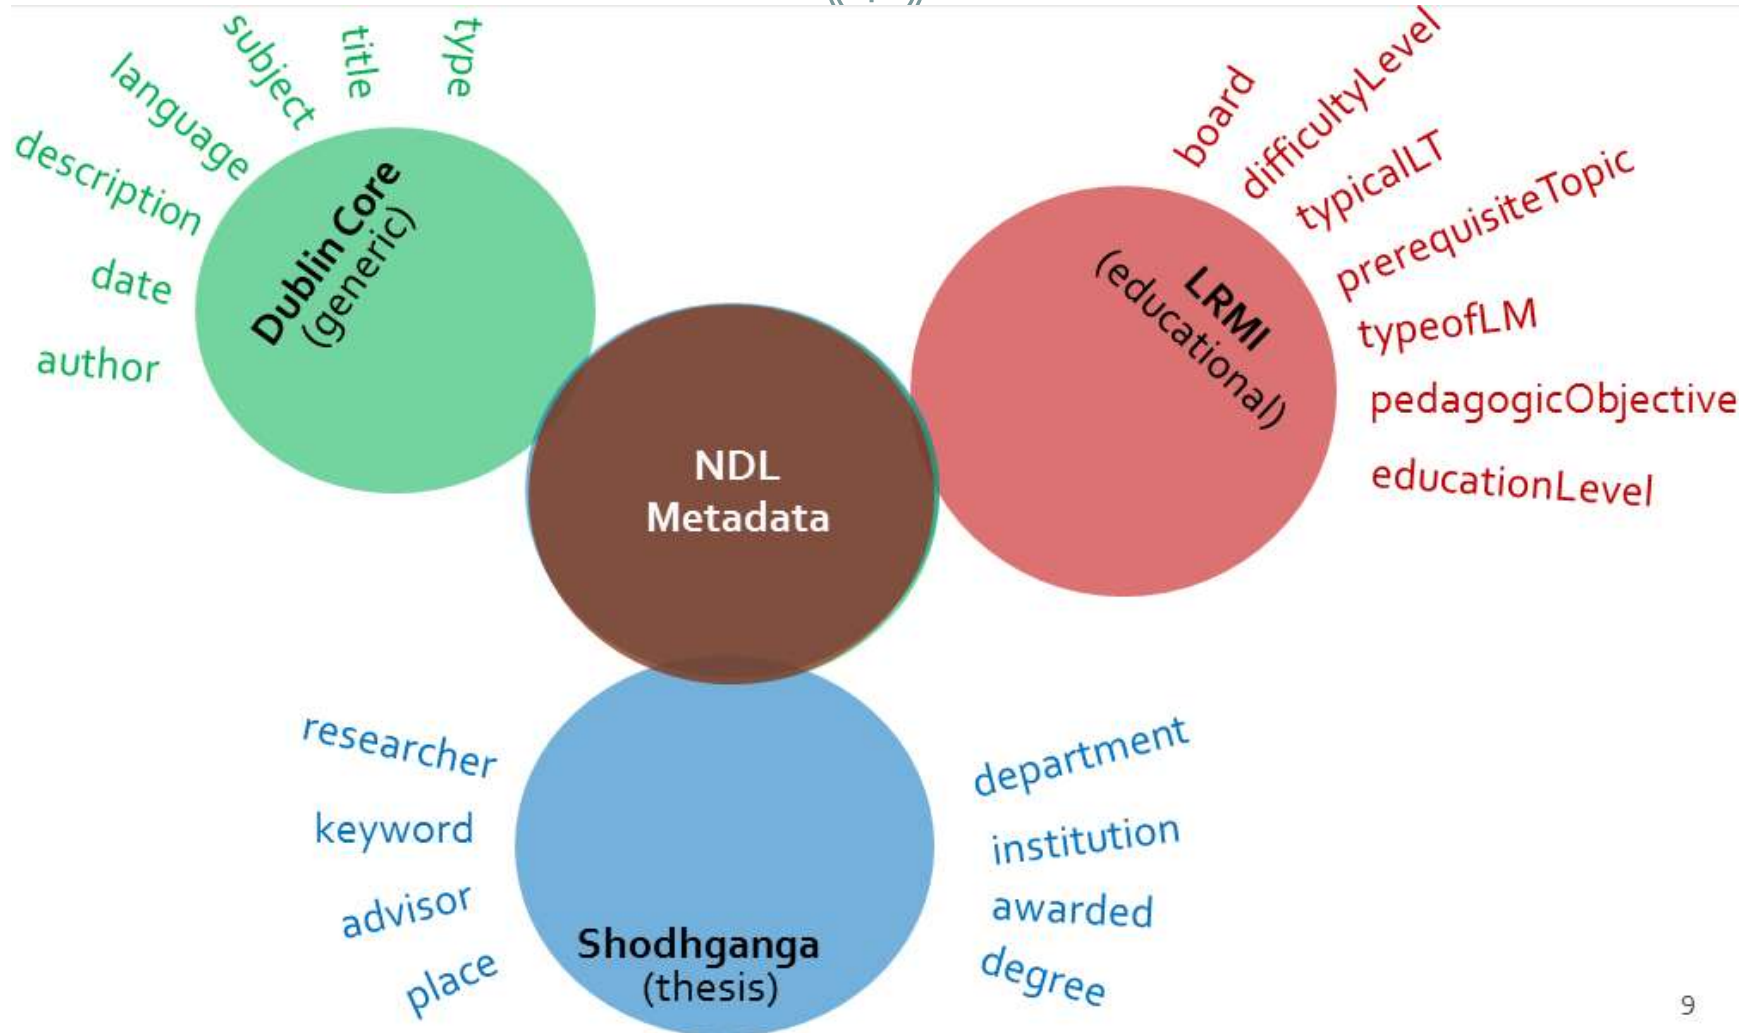 type
title
subject
language
description
date
author
Dublin Core
(generic)
board
difficultyLevel
typicalLT
prerequisiteTopic
typeofLM
pedagogicObjective
educationLevel
LRMI
(educational)
NDL
Metadata
researcher
keyword
advisor
place
Shodhganga
(thesis)
department
institution
awarded
degree
9